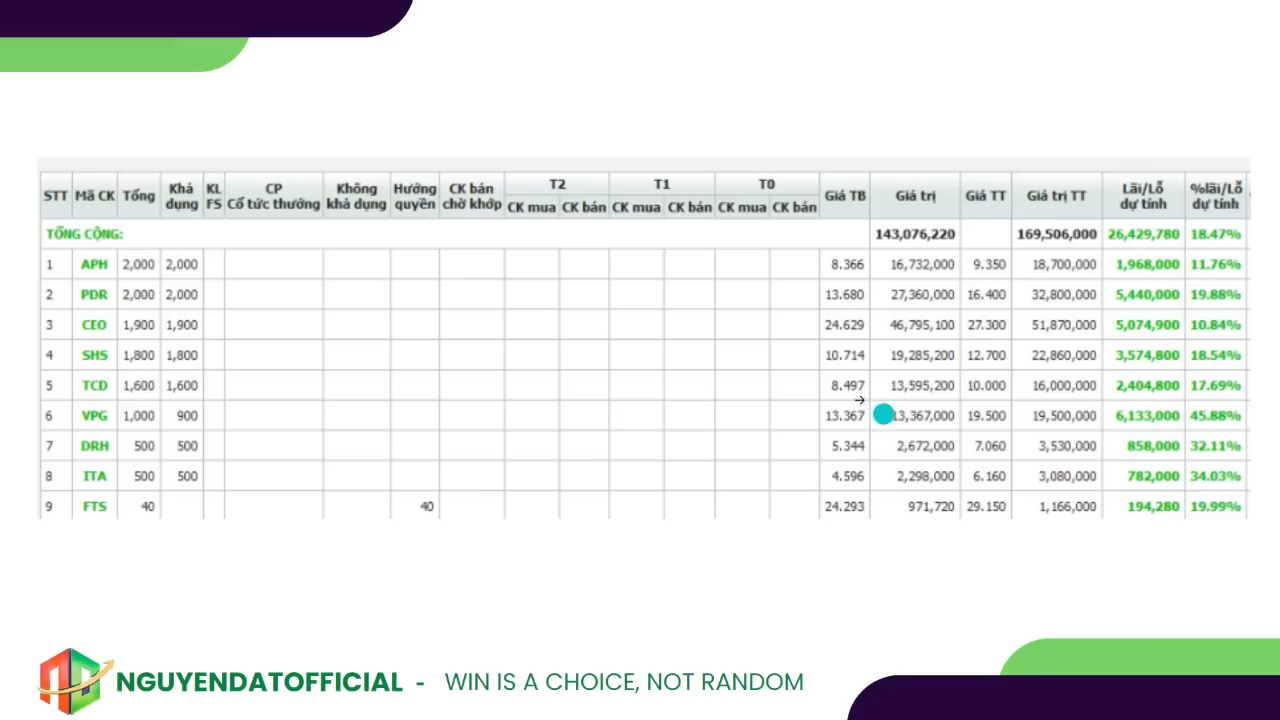 STT Mã CK Tổng Khả dụng KL FS CP Cổ tức thưởng Không khả dụng Hưởng quyền CK bán chờ khớp T2 T1 T0 Giá TB Giá trị Giá TT Giá trị TT Lãi/Lỗ dự tính %lãi/Lỗ dự tính
CK mua CK bán CK mua CK bán CK mua CK bán
TỔNG CỘNG: 143,076,220 169,506,000 26,429,780 18.47%
1 APH 2,000 2,000 8.366 16,732,000 9.350 18,700,000 1,968,000 11.76%
2 PDR 2,000 2,000 13.680 27,360,000 16.400 32,800,000 5,440,000 19.88%
3 CEO 1,900 1,900 24.629 46,795,100 27.300 51,870,000 5,074,900 10.84%
4 SHS 1,800 1,800 10.714 19,285,200 12.700 22,860,000 3,574,800 18.54%
5 TCD 1,600 1,600 8.497 13,595,200 10.000 16,000,000 2,404,800 17.69%
6 VPG 1,000 900 13.367 13,367,000 19.500 19,500,000 6,133,000 45.88%
7 DRH 500 500 5.344 2,672,000 7.060 3,530,000 858,000 32.11%
8 ITA 500 500 4.596 2,298,000 6.160 3,080,000 782,000 34.03%
9 FTS 40 40 24.293 971,720 29.150 1,166,000 194,280 19.99%
NGUYENDATOFFICIAL - WIN IS A CHOICE, NOT RANDOM